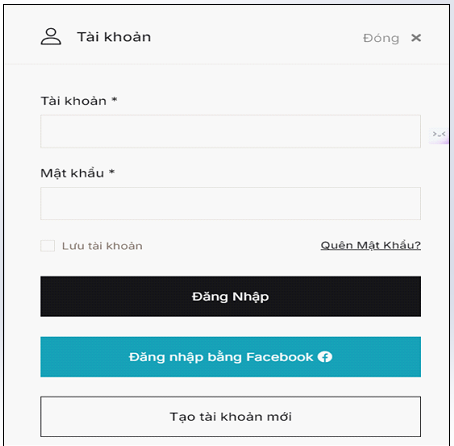 Tài khoản
Đóng ×
Tài khoản *
Mật khẩu *
Lưu tài khoản
Quên Mật Khẩu?
Đăng Nhập
Đăng nhập bằng Facebook
Tạo tài khoản mới